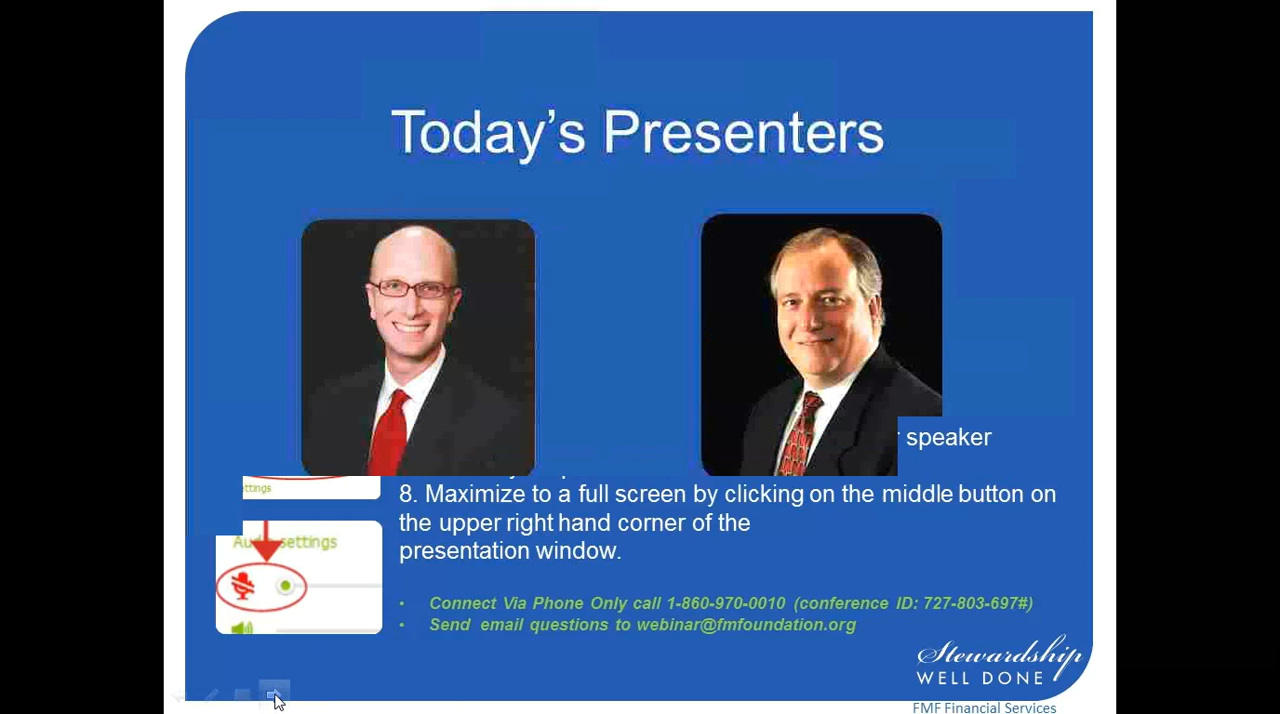 Today's Presenters
speaker
ettings
8. Maximize to a full screen by clicking on the middle button on
the upper right hand corner of the
presentation window.
settings
• Connect Via Phone Only call 1-860-970-0010 (conference ID: 727-803-697#)
• Send email questions to webinar@fmfoundation.org
Stewardship
WELL DONE
FMF Financial Services